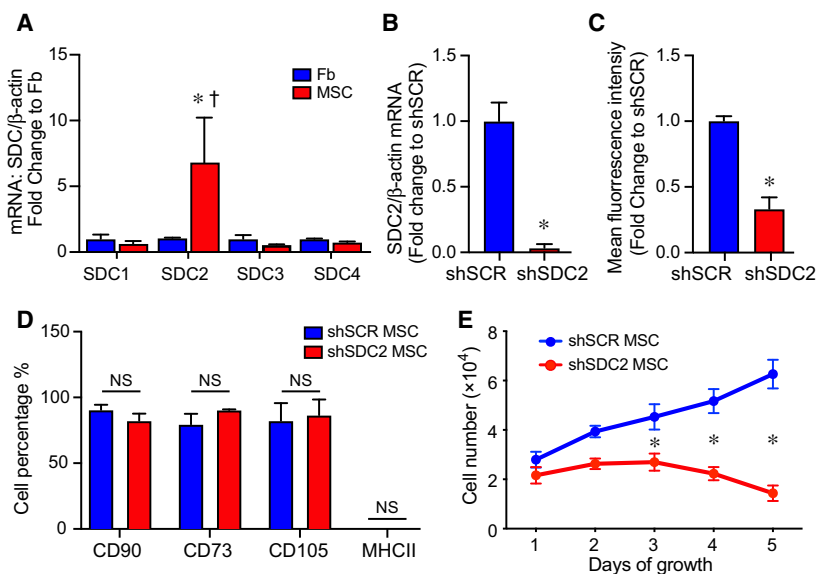 A
mRNA: SDC/β-actin
Fold Change to Fb
15
10
5
0
Fb
MSC
* †
SDC1 SDC2 SDC3 SDC4
B
SDC2/β-actin mRNA
(Fold change to shSCR)
1.5
1.0
0.5
0.0
*
shSCR shSDC2
C
Mean fluorescence intensiy
(Fold Change to shSCR)
1.5
1.0
0.5
0.0
*
shSCR shSDC2
D
Cell percentage %
150
100
50
0
shSCR MSC
shSDC2 MSC
NS NS NS NS
CD90 CD73 CD105 MHCII
E
Cell number (×10⁴)
8
6
4
2
0
shSCR MSC
shSDC2 MSC
* * *
1 2 3 4 5
Days of growth